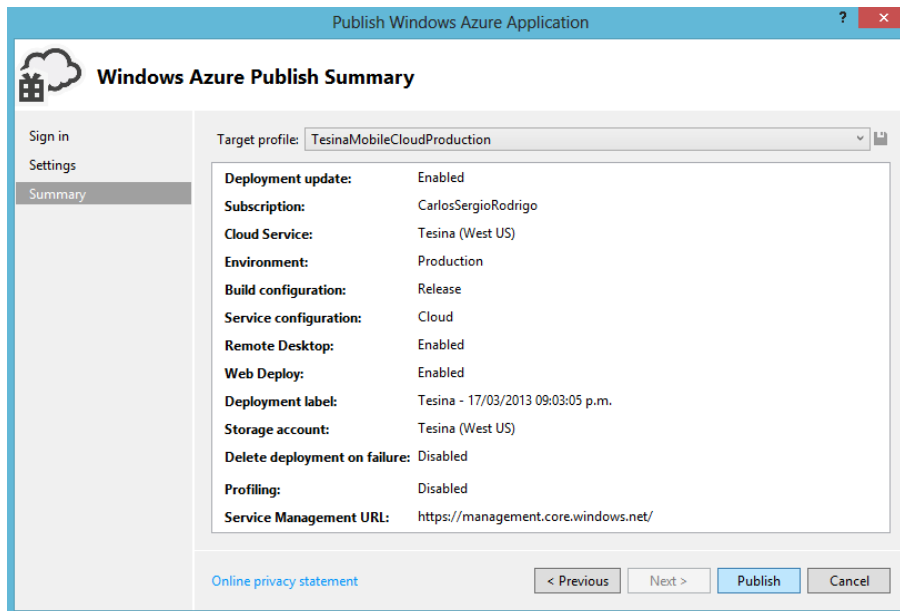 Publish Windows Azure Application
?
Windows Azure Publish Summary
Sign in
Settings
Summary
Target profile: TesinaMobileCloudProduction
Deployment update: Enabled
Subscription: CarlosSergioRodrigo
Cloud Service: Tesina (West US)
Environment: Production
Build configuration: Release
Service configuration: Cloud
Remote Desktop: Enabled
Web Deploy: Enabled
Deployment label: Tesina - 17/03/2013 09:03:05 p.m.
Storage account: Tesina (West US)
Delete deployment on failure: Disabled
Profiling: Disabled
Service Management URL: https://management.core.windows.net/
Online privacy statement
< Previous Next > Publish Cancel